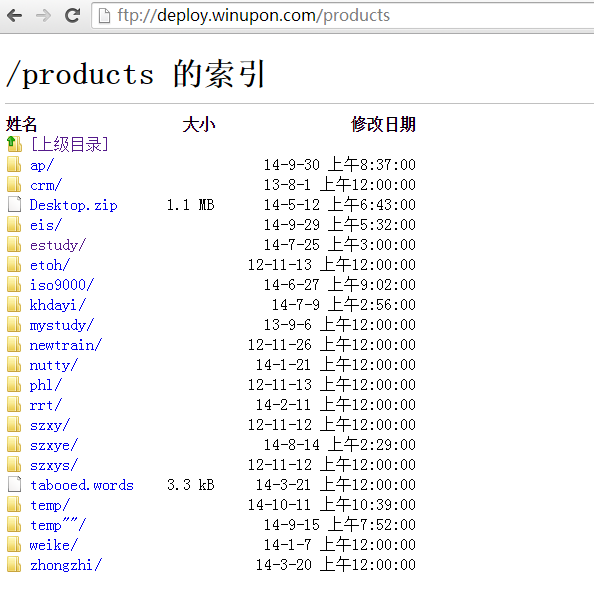 ftp://deploy.winupon.com/products
/products 的索引
姓名 大小 修改日期
[上级目录]
ap/ 14-9-30 上午8:37:00
crm/ 13-8-1 上午12:00:00
Desktop.zip 1.1 MB 14-5-12 上午6:43:00
eis/ 14-9-29 上午5:32:00
estudy/ 14-7-25 上午3:00:00
etoh/ 12-11-13 上午12:00:00
iso9000/ 14-6-27 上午9:02:00
khdayi/ 14-7-9 上午2:56:00
mystudy/ 13-9-6 上午12:00:00
newtrain/ 12-11-26 上午12:00:00
nutty/ 14-1-21 上午12:00:00
phl/ 12-11-13 上午12:00:00
rrt/ 14-2-11 上午12:00:00
szxy/ 12-11-12 上午12:00:00
szxye/ 14-8-14 上午2:29:00
szxys/ 12-11-12 上午12:00:00
tabooed.words 3.3 kB 14-3-21 上午12:00:00
temp/ 14-10-11 上午10:39:00
temp""/ 14-9-15 上午7:52:00
weike/ 14-1-7 上午12:00:00
zhongzhi/ 14-3-20 上午12:00:00